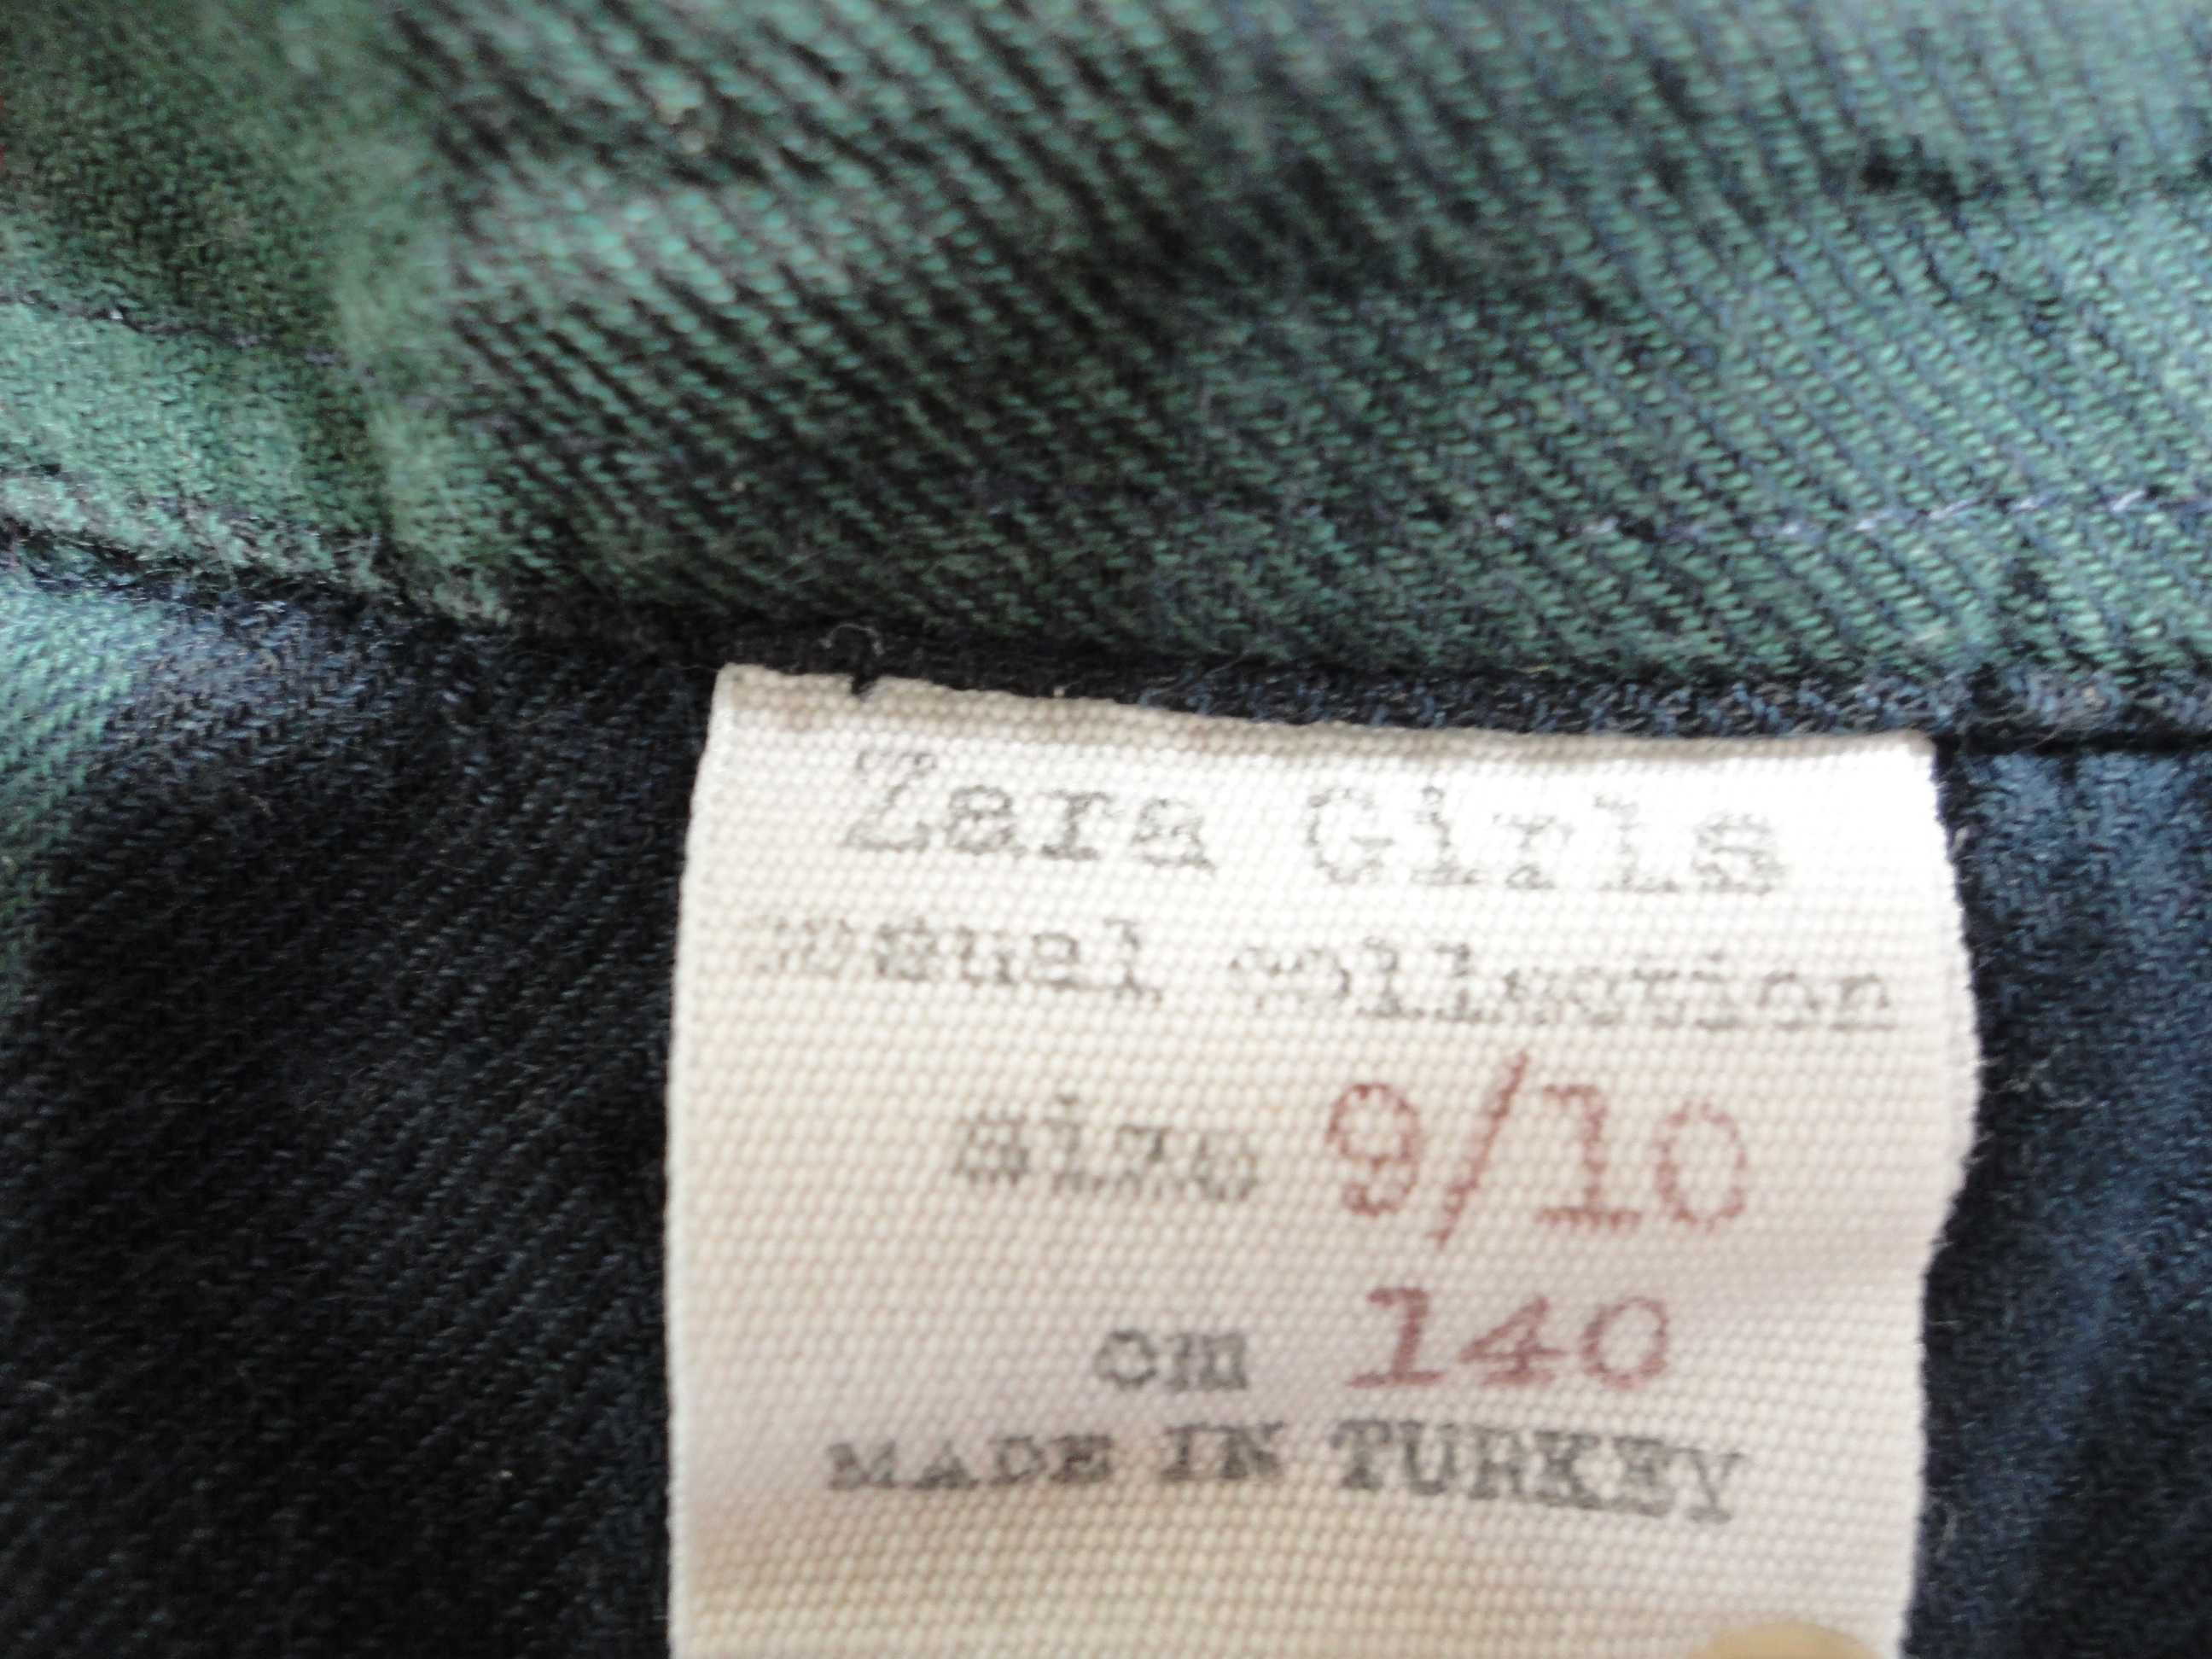 Zara Girls
casual collection
size 9/10
cm 140
MADE IN TURKEY